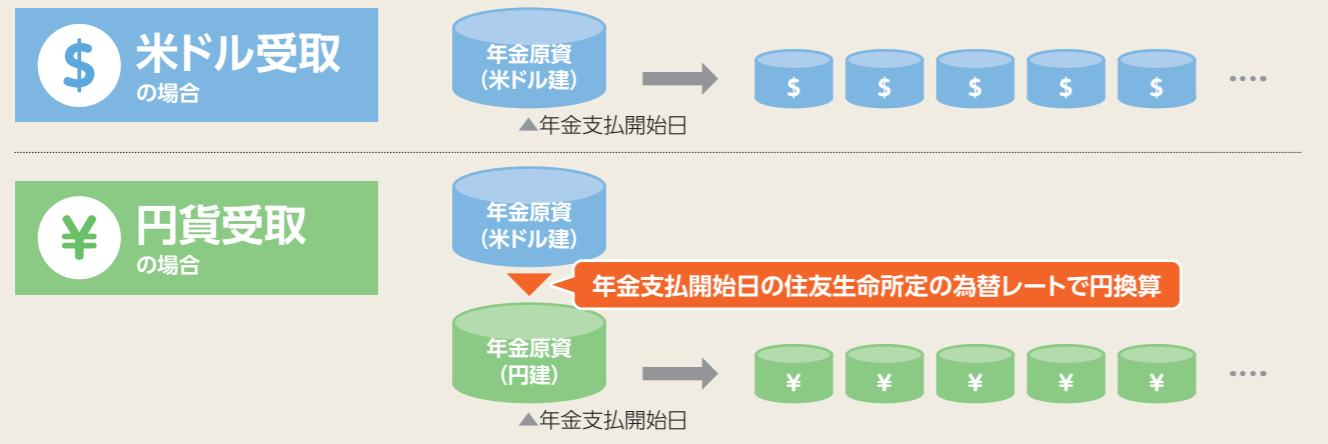 $ 米ドル受取
の場合
年金原資
(米ドル建)
$ $ $ $ $ ‥‥
▲年金支払開始日
¥ 円貨受取
の場合
年金原資
(米ドル建)
年金支払開始日の住友生命所定の為替レートで円換算
年金原資
(円建)
¥ ¥ ¥ ¥ ¥ ‥‥
▲年金支払開始日